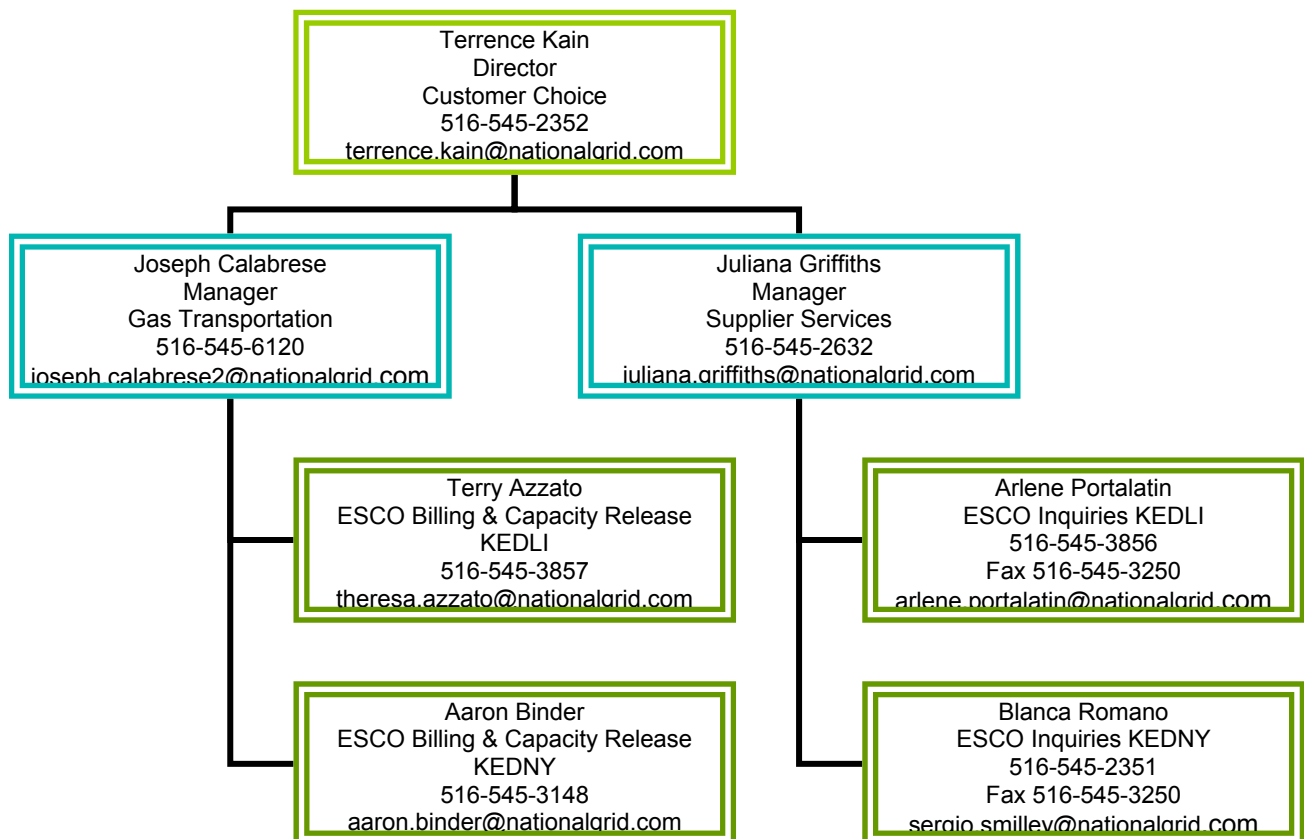 Terrence Kain
Director
Customer Choice
516-545-2352
terrence.kain@nationalgrid.com
Joseph Calabrese
Manager
Gas Transportation
516-545-6120
joseph.calabrese2@nationalgrid.com
Juliana Griffiths
Manager
Supplier Services
516-545-2632
juliana.griffiths@nationalgrid.com
Terry Azzato
ESCO Billing & Capacity Release
KEDLI
516-545-3857
theresa.azzato@nationalgrid.com
Arlene Portalatin
ESCO Inquiries KEDLI
516-545-3856
Fax 516-545-3250
arlene.portalatin@nationalgrid.com
Aaron Binder
ESCO Billing & Capacity Release
KEDNY
516-545-3148
aaron.binder@nationalgrid.com
Blanca Romano
ESCO Inquiries KEDNY
516-545-2351
Fax 516-545-3250
sergio.smilley@nationalgrid.com